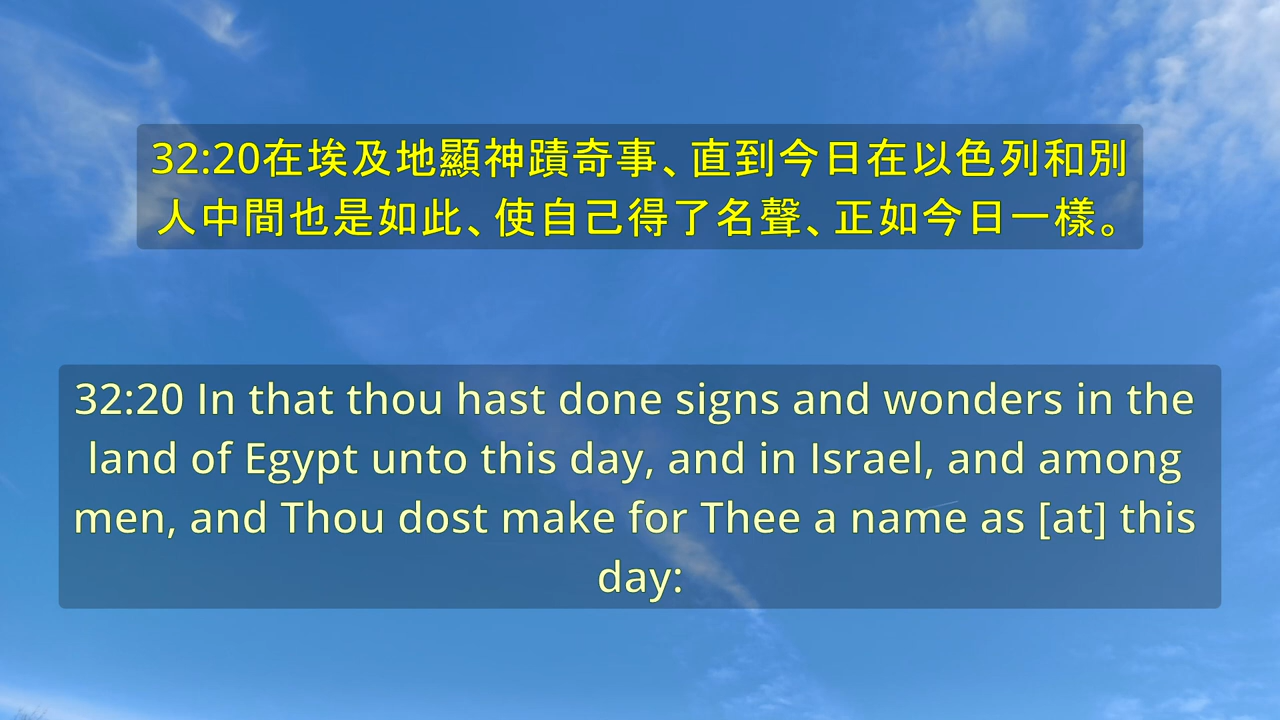 32:20在埃及地顯神蹟奇事、直到今日在以色列和別
人中間也是如此、使自己得了名聲、正如今日一樣。
32:20 In that thou hast done signs and wonders in the
land of Egypt unto this day, and in Israel, and among
men, and Thou dost make for Thee a name as [at] this
day: